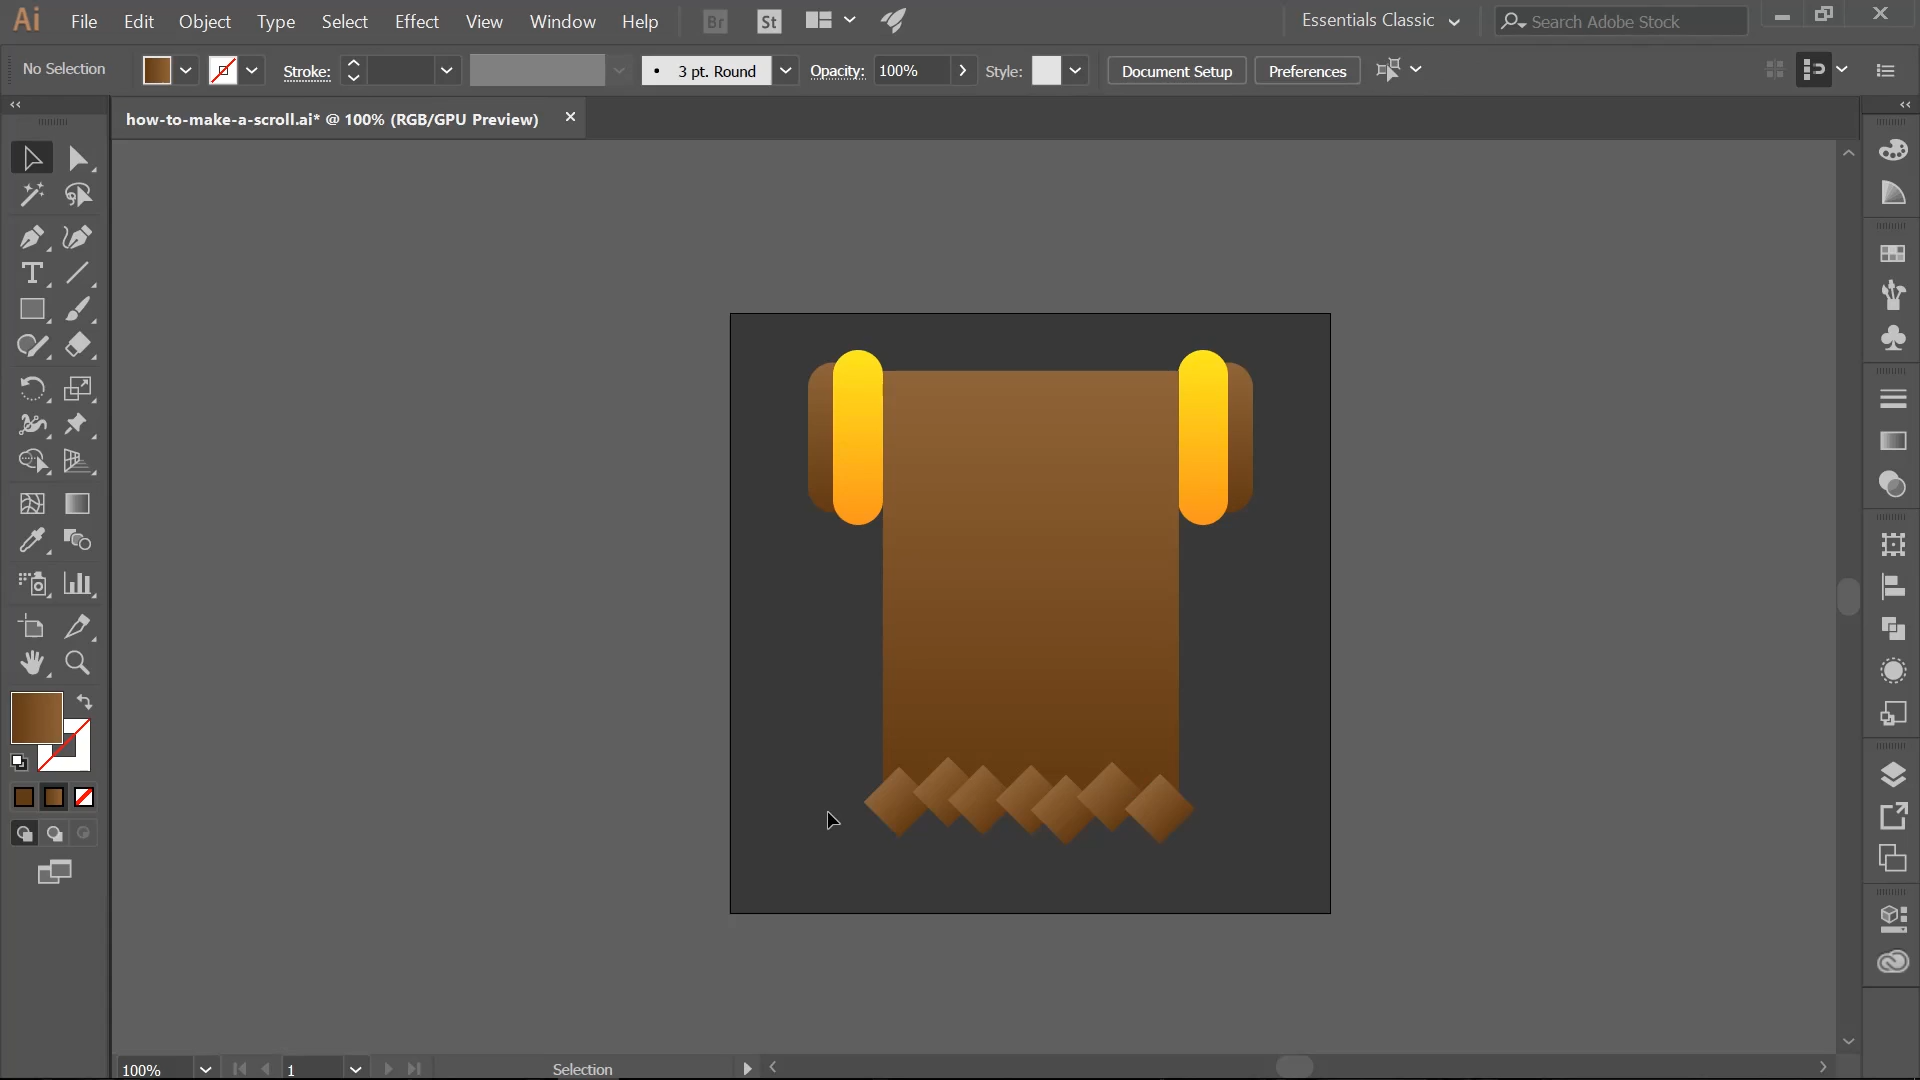 Ai File Edit Object Type Select Effect View Window Help Br St Essentials Classic Search Adobe Stock
No Selection Stroke: 3 pt. Round Opacity: 100% Style: Document Setup Preferences
how-to-make-a-scroll.ai* @ 100% (RGB/GPU Preview)
100% 1 Selection